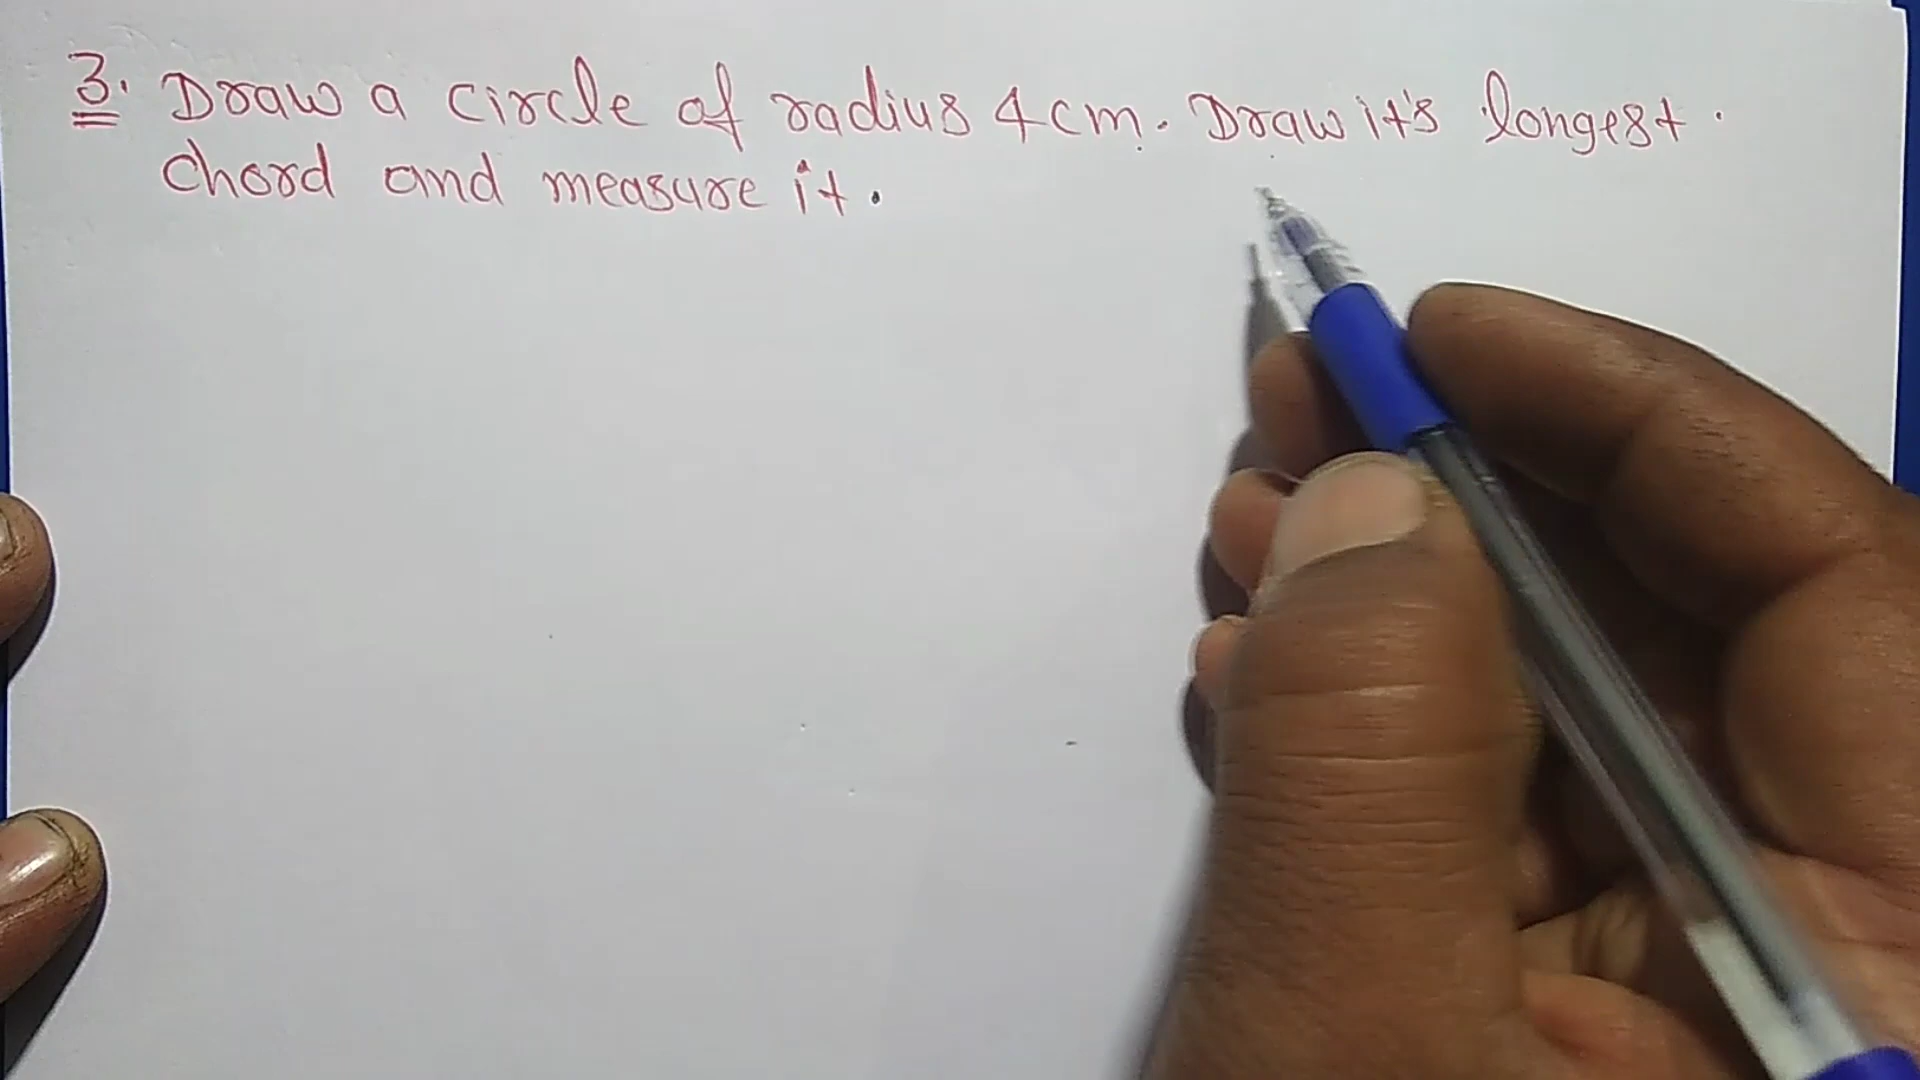 3. Draw a circle of radius 4cm. Draw it's longest
chord and measure it.